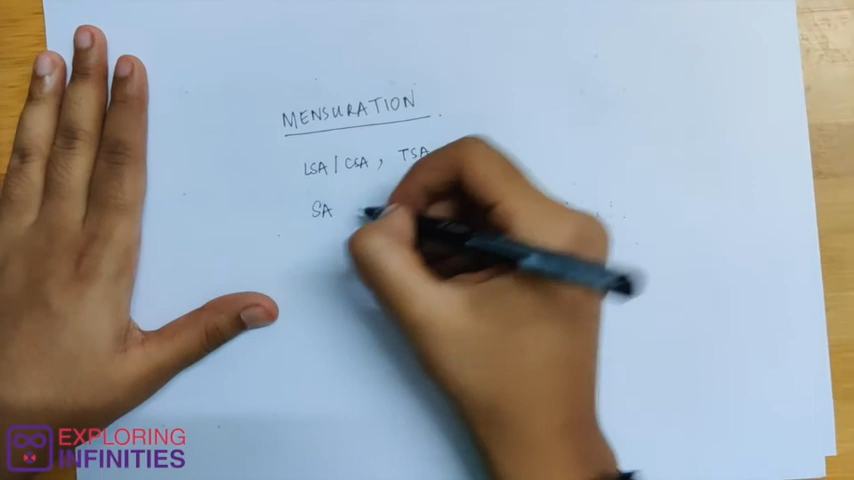 MENSURATION
LSA / CSA , TSA
SA
EXPLORING
INFINITIES